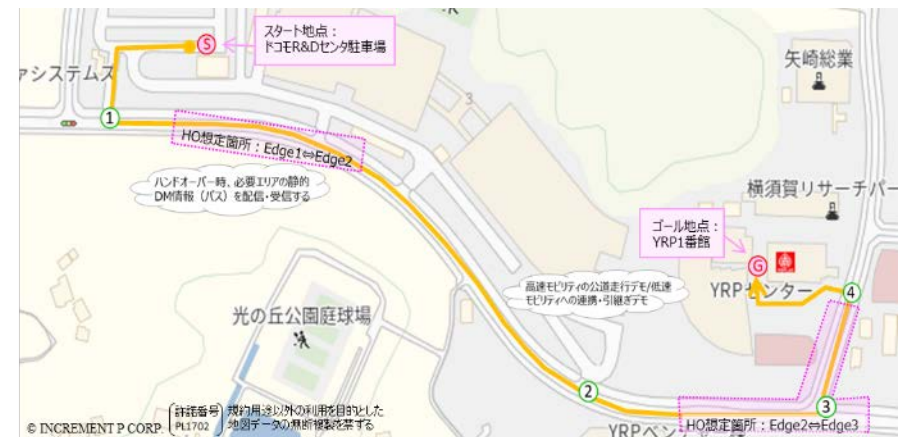 スタート地点：
ドコモR&Dセンタ駐車場
S
ァシステムズ
1
3
矢崎総業
HO想定箇所：Edge1⇔Edge2
ハンドオーバー時、必要エリアの静的
DM情報（パス）を配信・受信する
横須賀リサーチパー
ゴール地点：
YRP1番館
G
YRPセンター
4
高速モビリティの公道走行デモ/低速
モビリティへの連携・引継ぎデモ
光の丘公園庭球場
2
3
HO想定箇所：Edge2⇔Edge3
YRPベン
© INCREMENT P CORP.
許諾番号
PL1702
規約用途以外の利用を目的とした
地図データの無断複製を禁ずる